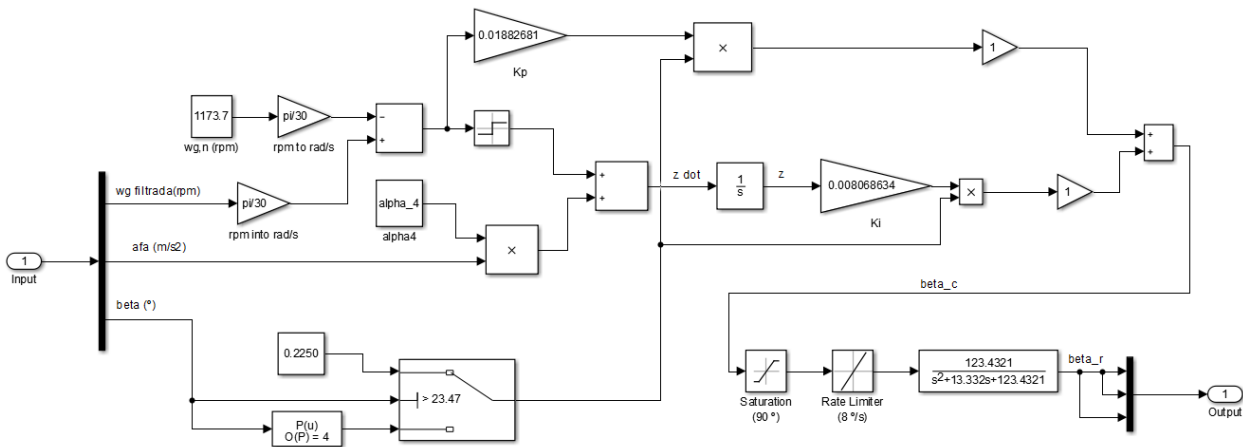 0.01882681
Kp
×
1
1173.7
wg,n (rpm)
pi/30
rpm to rad/s
−
+
+
+
wg filtrada(rpm)
pi/30
rpm into rad/s
alpha_4
alpha4
×
+
+
z dot
1
s
z
0.008068634
Ki
×
1
1
Input
afa (m/s2)
beta (º)
0.2250
> 23.47
P(u)
O(P) = 4
beta_c
Saturation
(90 º)
Rate Limiter
(8 º/s)
123.4321
s²+13.332s+123.4321
beta_r
1
Output